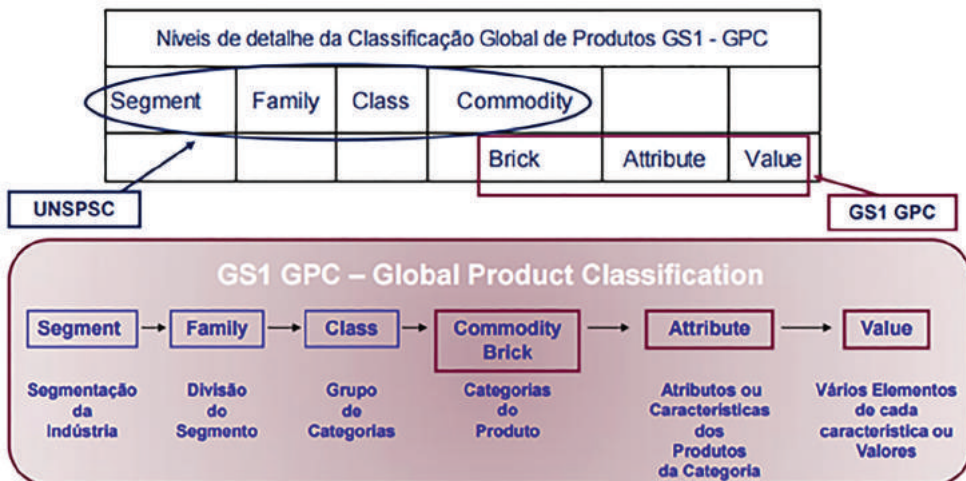 Níveis de detalhe da Classificação Global de Produtos GS1 - GPC
Segment Family Class Commodity
Brick Attribute Value
UNSPSC
GS1 GPC
GS1 GPC – Global Product Classification
Segment Family Class Commodity Brick Attribute Value
Segmentação da Indústria
Divisão do Segmento
Grupo de Categorias
Categorias do Produto
Atributos ou Características dos Produtos da Categoria
Vários Elementos de cada característica ou Valores